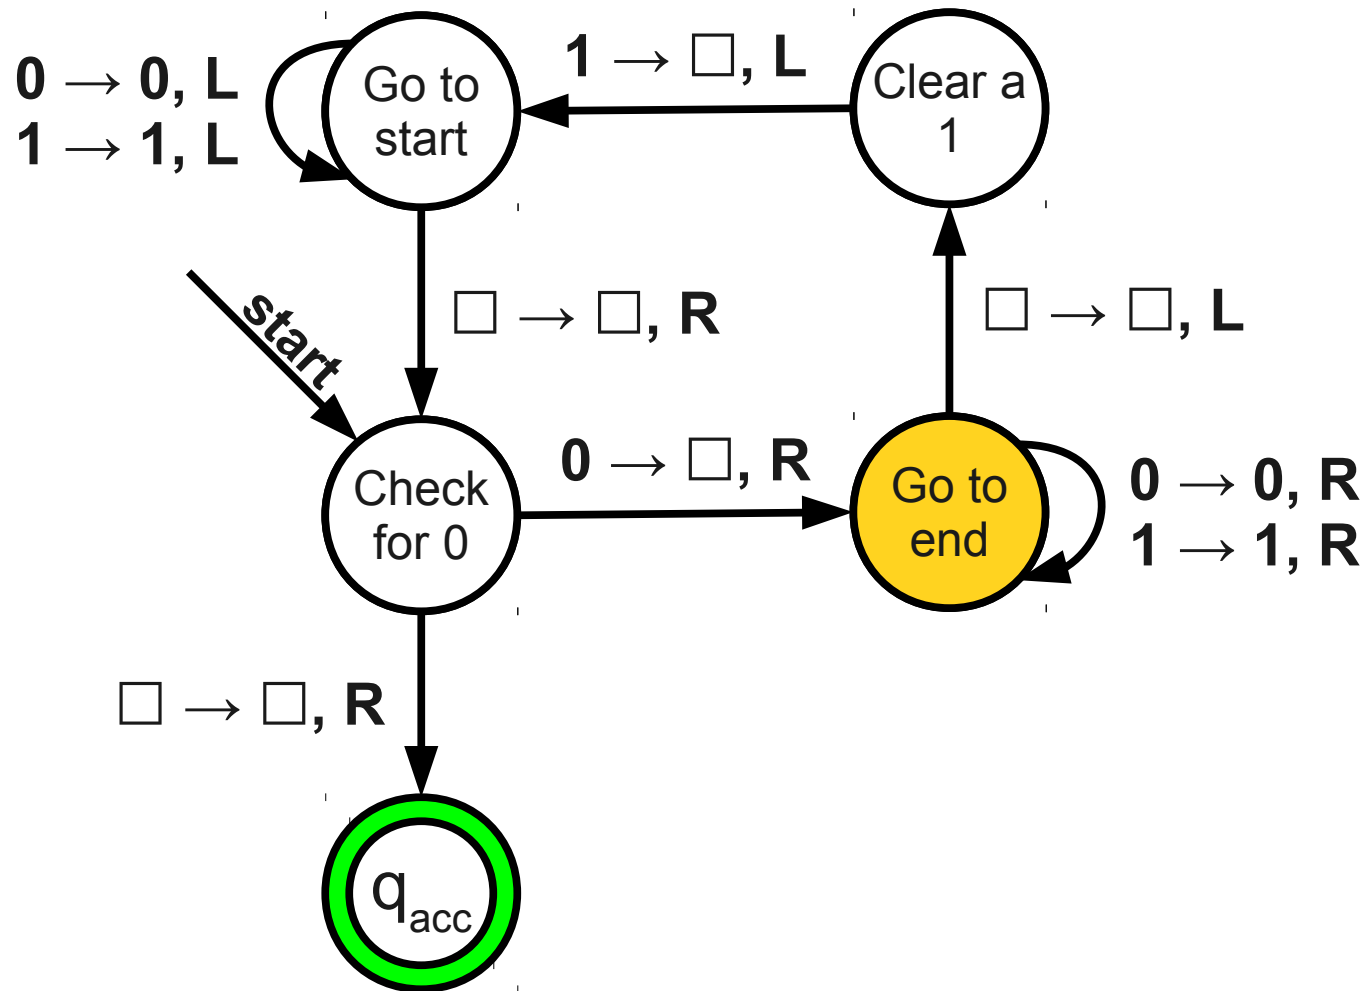 0 → 0, L
1 → 1, L
Go to
start
1 → □, L
Clear a
1
□ → □, R
start
□ → □, L
Check
for 0
0 → □, R
Go to
end
0 → 0, R
1 → 1, R
□ → □, R
qacc